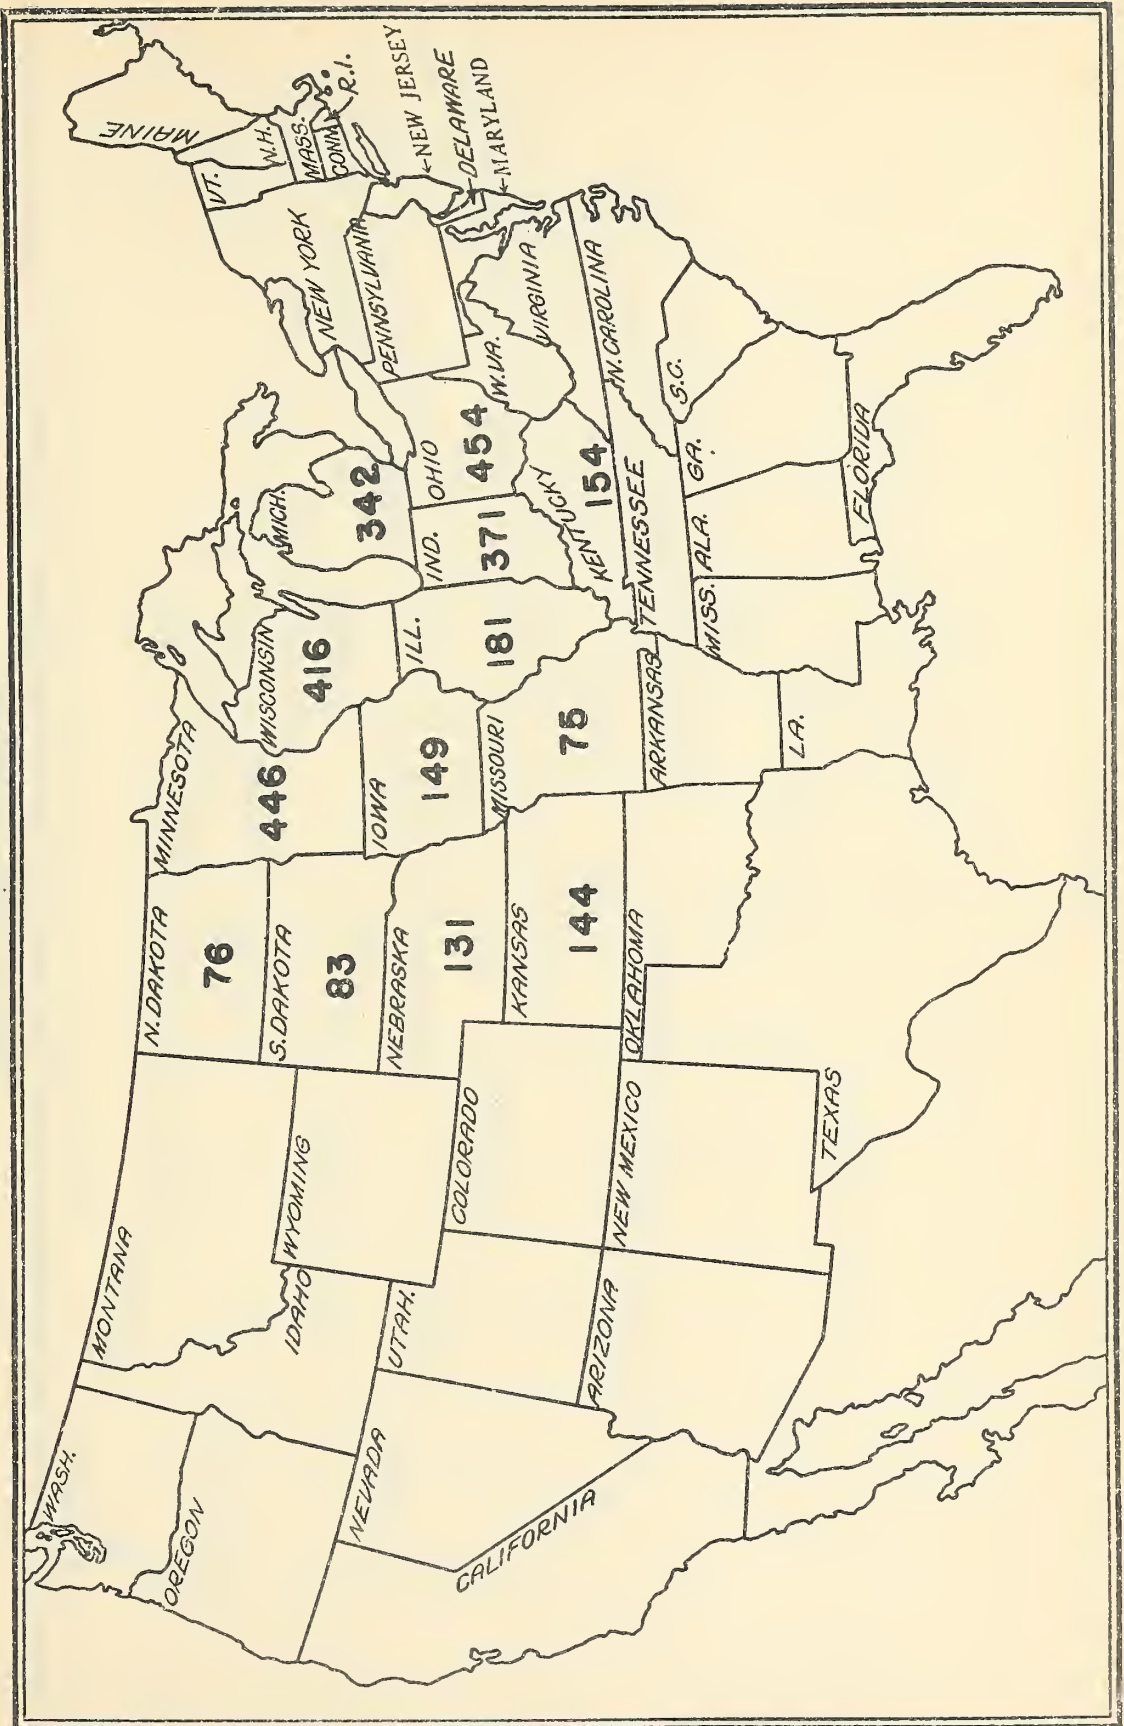 WASH.
OREGON
CALIFORNIA
NEVADA
IDAHO
MONTANA
WYOMING
UTAH.
ARIZONA
COLORADO
NEW MEXICO
N. DAKOTA
76
S. DAKOTA
83
NEBRASKA
131
KANSAS
144
OKLAHOMA
TEXAS
MINNESOTA
446
IOWA
149
MISSOURI
75
ARKANSAS
LA.
WISCONSIN
416
ILL.
181
MICH.
342
IND.
371
OHIO
454
KENTUCKY
154
TENNESSEE
MISS.
ALA.
GA.
FLORIDA
S.C.
N. CAROLINA
VIRGINIA
W. VA.
PENNSYLVANIA
NEW YORK
VT.
N.H.
MAINE
MASS.
CONN.
R.I.
←NEW JERSEY
←DELAWARE
←MARYLAND